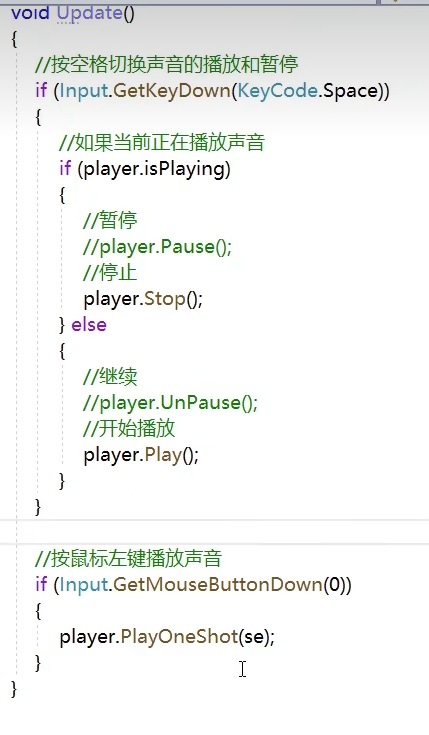 void Update()
{
//按空格切换声音的播放和暂停
if (Input.GetKeyDown(KeyCode.Space))
{
//如果当前正在播放声音
if (player.isPlaying)
{
//暂停
//player.Pause();
//停止
player.Stop();
} else
{
//继续
//player.UnPause();
//开始播放
player.Play();
}
}
//按鼠标左键播放声音
if (Input.GetMouseButtonDown(0))
{
player.PlayOneShot(se);
}
}